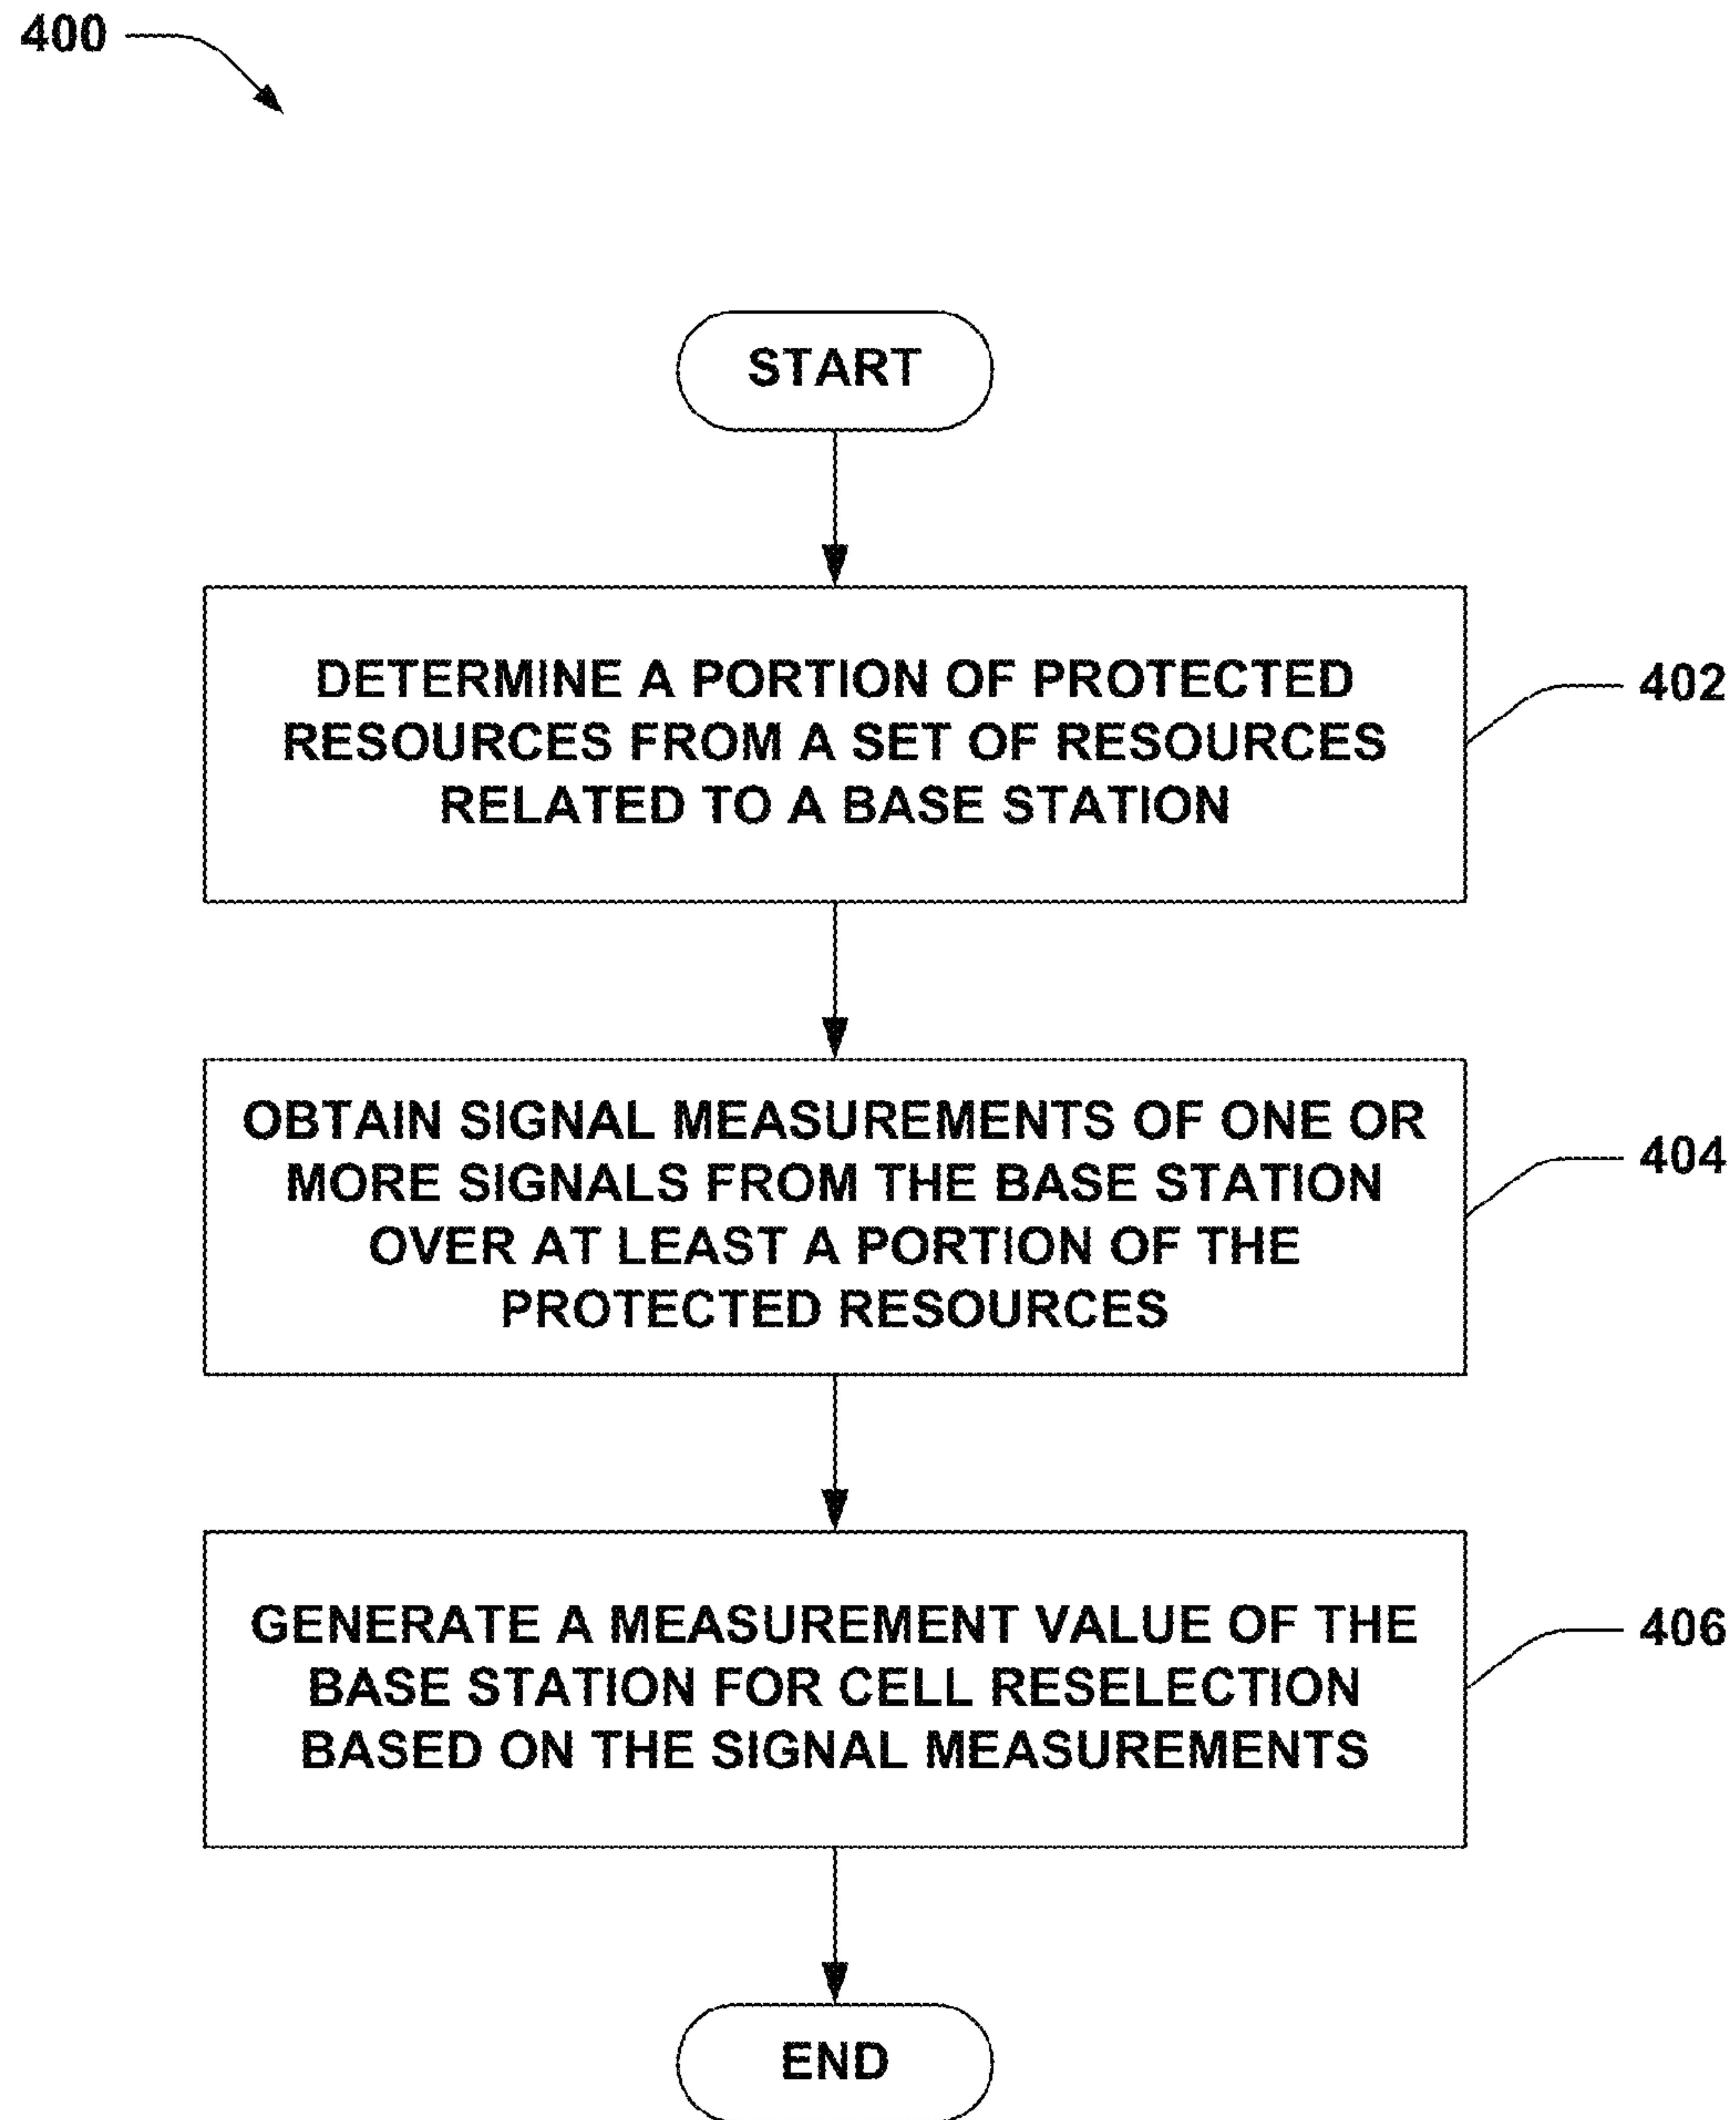 400
START
DETERMINE A PORTION OF PROTECTED
RESOURCES FROM A SET OF RESOURCES
RELATED TO A BASE STATION
402
OBTAIN SIGNAL MEASUREMENTS OF ONE OR
MORE SIGNALS FROM THE BASE STATION
OVER AT LEAST A PORTION OF THE
PROTECTED RESOURCES
404
GENERATE A MEASUREMENT VALUE OF THE
BASE STATION FOR CELL RESELECTION
BASED ON THE SIGNAL MEASUREMENTS
406
END